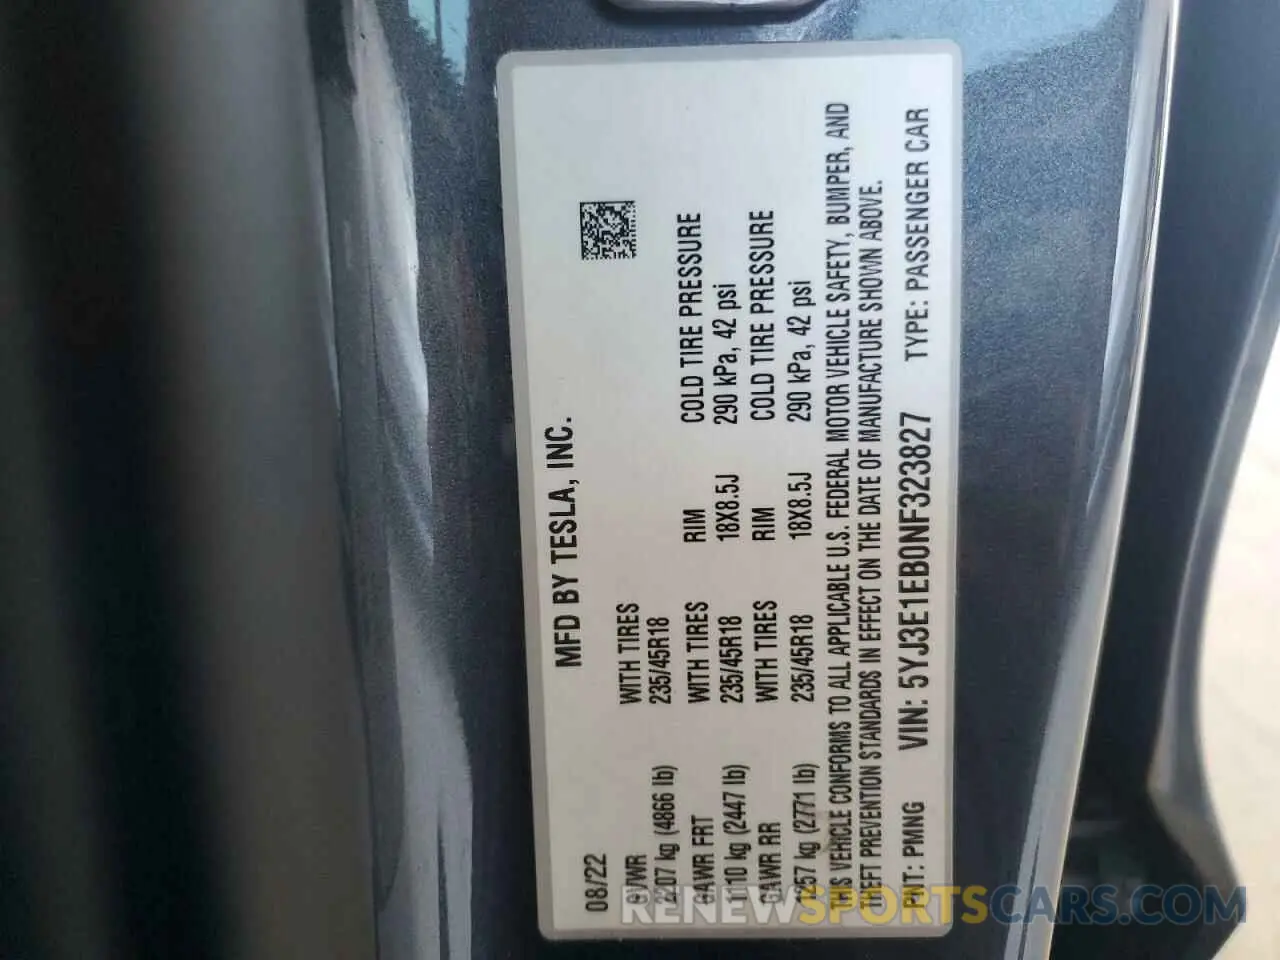 MFD BY TESLA, INC.
08/22
GVWR WITH TIRES
2207 kg (4866 lb) 235/45R18
GAWR FRT WITH TIRES RIM COLD TIRE PRESSURE
1110 kg (2447 lb) 235/45R18 18X8.5J 290 kPa, 42 psi
GAWR RR WITH TIRES RIM COLD TIRE PRESSURE
1257 kg (2771 lb) 235/45R18 18X8.5J 290 kPa, 42 psi
THIS VEHICLE CONFORMS TO ALL APPLICABLE U.S. FEDERAL MOTOR VEHICLE SAFETY, BUMPER, AND
THEFT PREVENTION STANDARDS IN EFFECT ON THE DATE OF MANUFACTURE SHOWN ABOVE.
PNT: PMNG VIN: 5YJ3E1EB0NF323827 TYPE: PASSENGER CAR
RENEWSPORTSCARS.COM